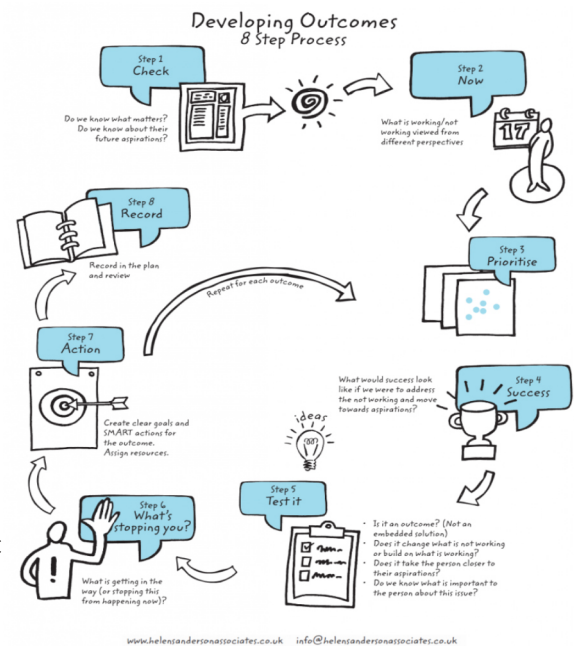 Developing Outcomes
8 Step Process
Step 1
Check
Do we know what matters?
Do we know about their
future aspirations?
Step 2
Now
What is working/not
working viewed from
different perspectives
17
Step 3
Prioritise
Step 4
Success
What would success look
like if we were to address
the not working and move
towards aspirations?
ideas
Step 5
Test it
- Is it an outcome? (Not an
embedded solution)
- Does it change what is not working
or build on what is working?
- Does it take the person closer to
their aspirations?
- Do we know what is important to
the person about this issue?
Step 6
What's
stopping you?
!
What is getting in the
way (or stopping this
from happening now)?
Step 7
Action
Create clear goals and
SMART actions for
the outcome.
Assign resources.
Repeat for each outcome
Step 8
Record
Record in the plan
and review
www.helensandersonassociates.co.uk info@helensandersonassociates.co.uk